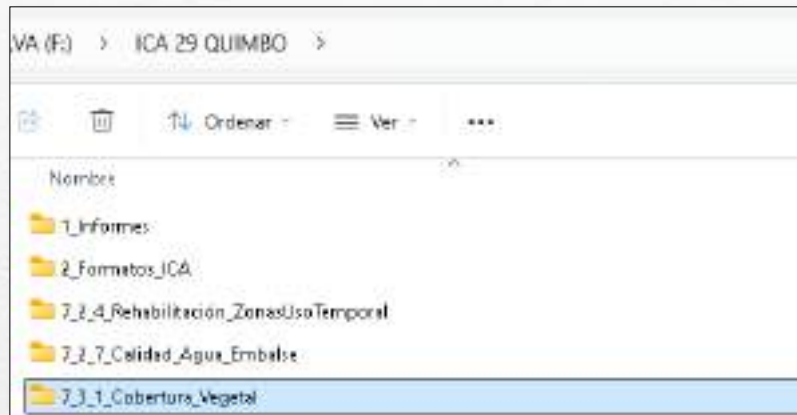 VA (F:) > ICA 29 QUIMBO >
Ordenar Ver ...
Nombre
1_Informes
2_Formatos_ICA
7_2_4_Rehabilitación_ZonasUsoTemporal
7_2_7_Calidad_Agua_Embalse
7_3_1_Cobertura_Vegetal